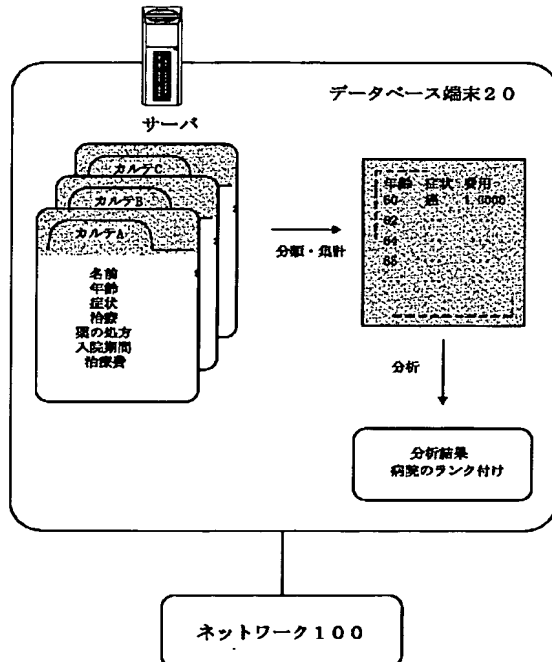 データベース端末20
サーバ
カルテC
カルテB
カルテA
名前
年齢
症状
治療
薬の処方
入院期間
治療費
分類・集計
年齢 症状 費用
60
62
64
65
分析
分析結果
病院のランク付け
ネットワーク100